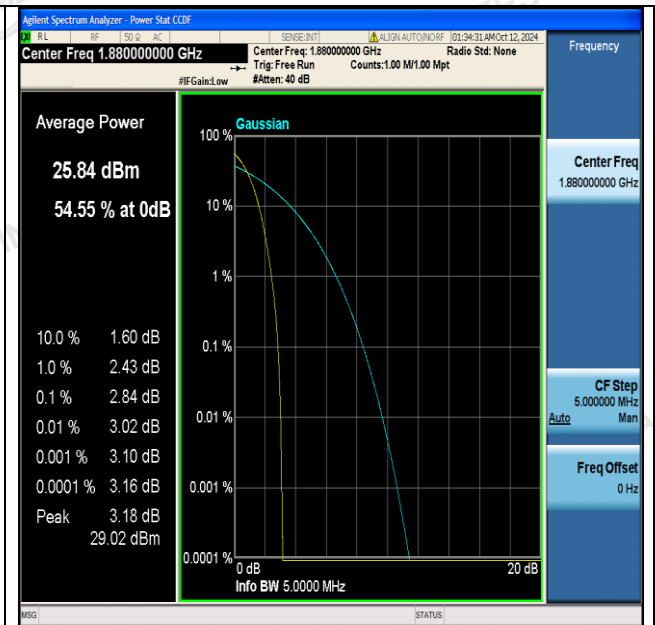 Agilent Spectrum Analyzer - Power Stat CCDF
RL RF 50 Ω AC SENSE:INT ALIGN AUTO/NO RF 01:34:31 AM Oct 12, 2024
Center Freq 1.880000000 GHz
Center Freq: 1.880000000 GHz Radio Std: None
Trig: Free Run Counts:1.00 M/1.00 Mpt
#IFGain:Low #Atten: 40 dB
Frequency
Center Freq
1.880000000 GHz
CF Step
5.000000 MHz
Auto Man
Freq Offset
0 Hz
Average Power
25.84 dBm
54.55 % at 0dB
10.0 % 1.60 dB
1.0 % 2.43 dB
0.1 % 2.84 dB
0.01 % 3.02 dB
0.001 % 3.10 dB
0.0001 % 3.16 dB
Peak 3.18 dB
29.02 dBm
Gaussian
100 %
10 %
1 %
0.1 %
0.01 %
0.001 %
0.0001 %
0 dB 20 dB
Info BW 5.0000 MHz
MSG STATUS